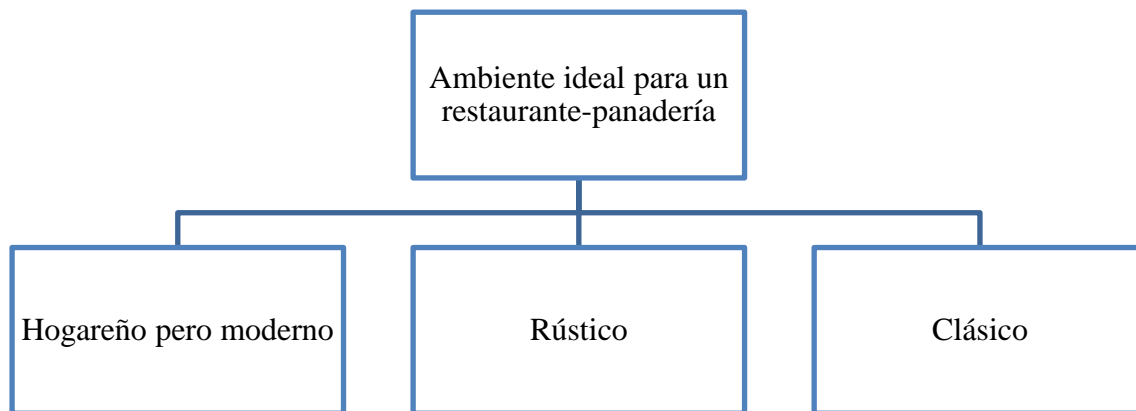 Ambiente ideal para un
restaurante-panadería
Hogareño pero moderno
Rústico
Clásico